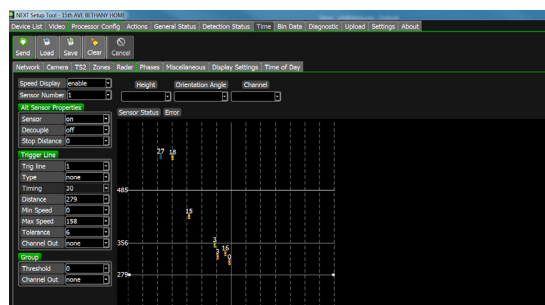 NEXT Setup Tool - 15th AVE BETHANY HOME
Device List Video Processor Config Actions General Status Detection Status Time Bin Data Diagnostic Upload Settings About
Send Load Save Clear Cancel
Network Camera TS2 Zones Radar Phases Miscellaneous Display Settings Time of Day
Speed Display enable
Sensor Number 1
Height Orientation Angle Channel
Alt Sensor Properties
Sensor Status Error
Sensor on
Decouple off
Stop Distance 0
Trigger Line
Trig line 1
Type none
Timing 30
Distance 279
Min Speed 0
Max Speed 158
Tolerance 6
Channel Out none
Group
Threshold 0
Channel Out none
27 18
485
15
3
356
3 16 0
279